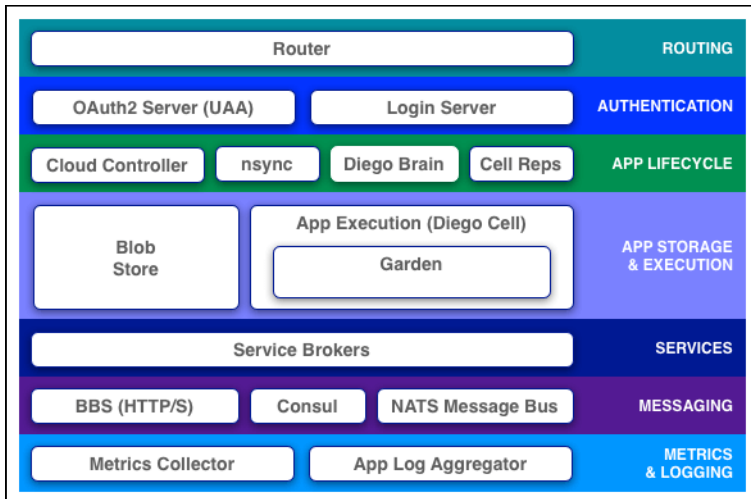 Router
ROUTING
OAuth2 Server (UAA)
Login Server
AUTHENTICATION
Cloud Controller
nsync
Diego Brain
Cell Reps
APP LIFECYCLE
Blob
Store
App Execution (Diego Cell)
Garden
APP STORAGE
& EXECUTION
Service Brokers
SERVICES
BBS (HTTP/S)
Consul
NATS Message Bus
MESSAGING
Metrics Collector
App Log Aggregator
METRICS
& LOGGING